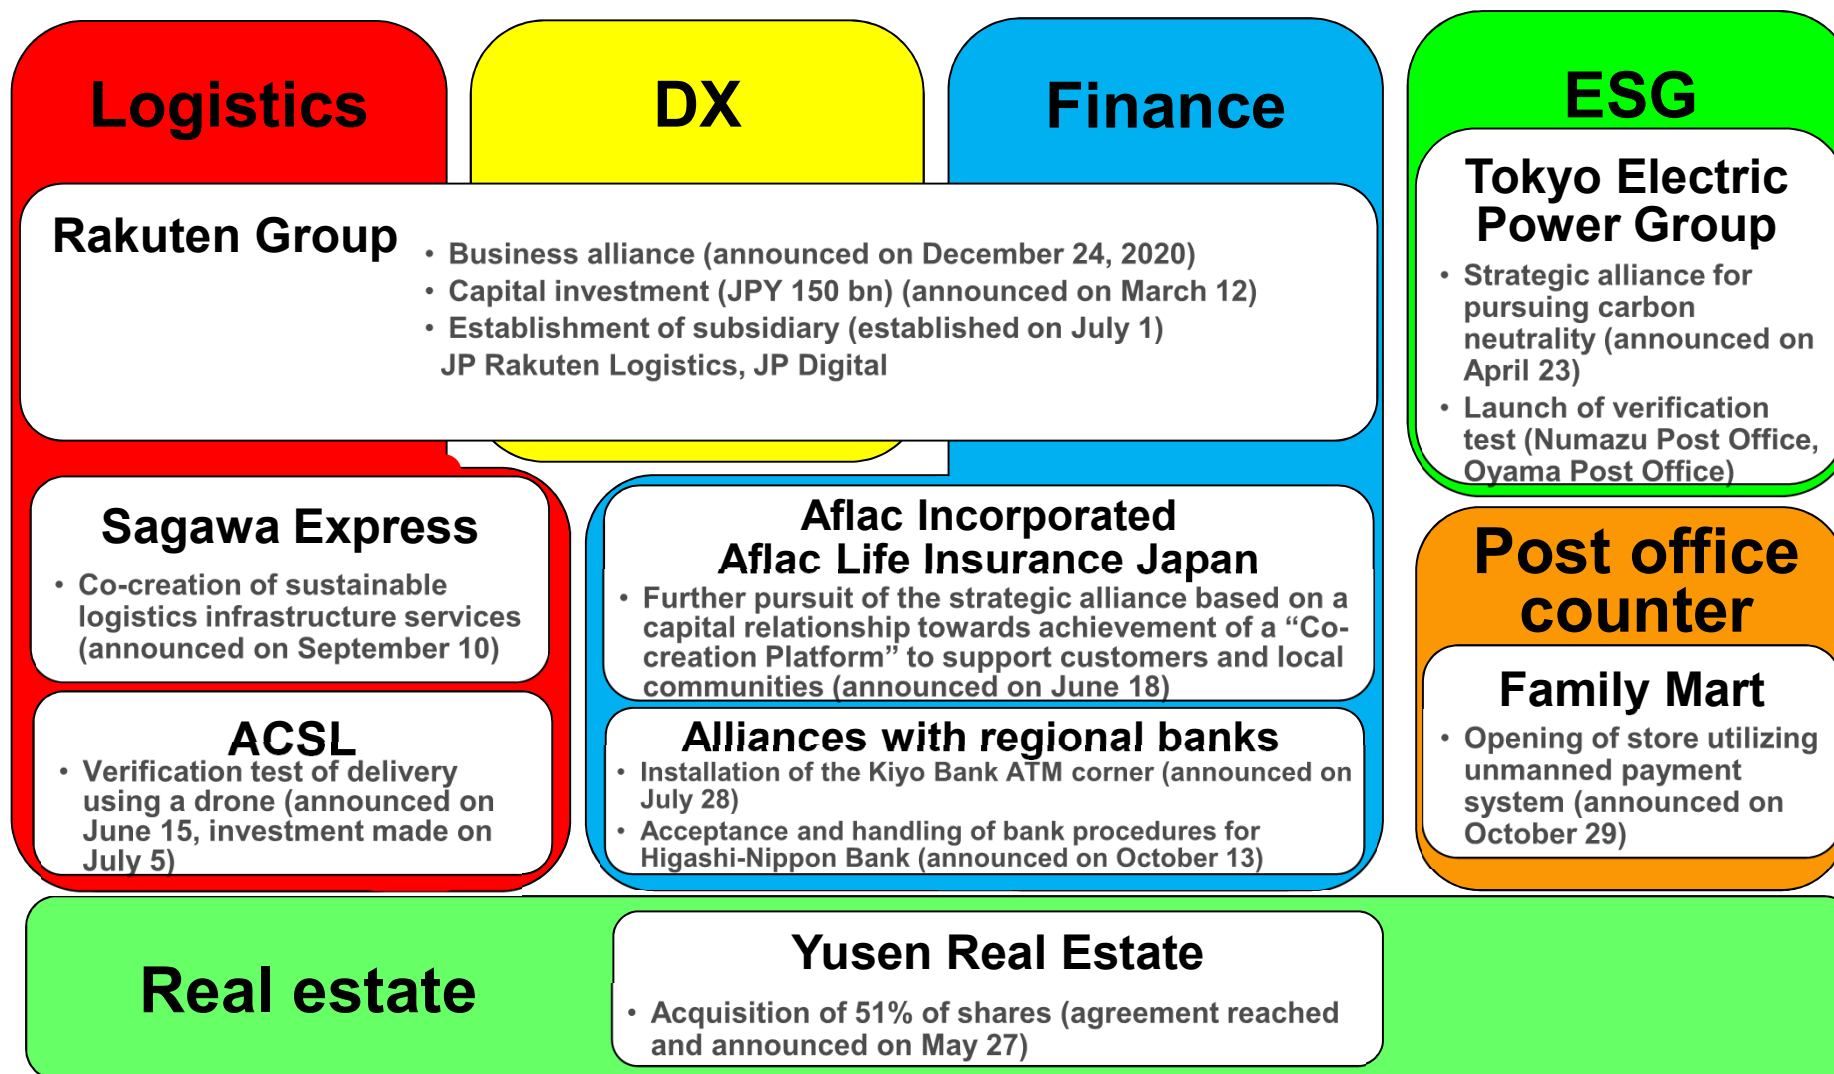 Logistics
DX
Finance
ESG
Rakuten Group
• Business alliance (announced on December 24, 2020)
• Capital investment (JPY 150 bn) (announced on March 12)
• Establishment of subsidiary (established on July 1)
JP Rakuten Logistics, JP Digital
Tokyo Electric
Power Group
• Strategic alliance for
pursuing carbon
neutrality (announced on
April 23)
• Launch of verification
test (Numazu Post Office,
Oyama Post Office)
Sagawa Express
• Co-creation of sustainable
logistics infrastructure services
(announced on September 10)
ACSL
• Verification test of delivery
using a drone (announced on
June 15, investment made on
July 5)
Aflac Incorporated
Aflac Life Insurance Japan
• Further pursuit of the strategic alliance based on a
capital relationship towards achievement of a “Co-
creation Platform” to support customers and local
communities (announced on June 18)
Alliances with regional banks
• Installation of the Kiyo Bank ATM corner (announced on
July 28)
• Acceptance and handling of bank procedures for
Higashi-Nippon Bank (announced on October 13)
Post office
counter
Family Mart
• Opening of store utilizing
unmanned payment
system (announced on
October 29)
Real estate
Yusen Real Estate
• Acquisition of 51% of shares (agreement reached
and announced on May 27)